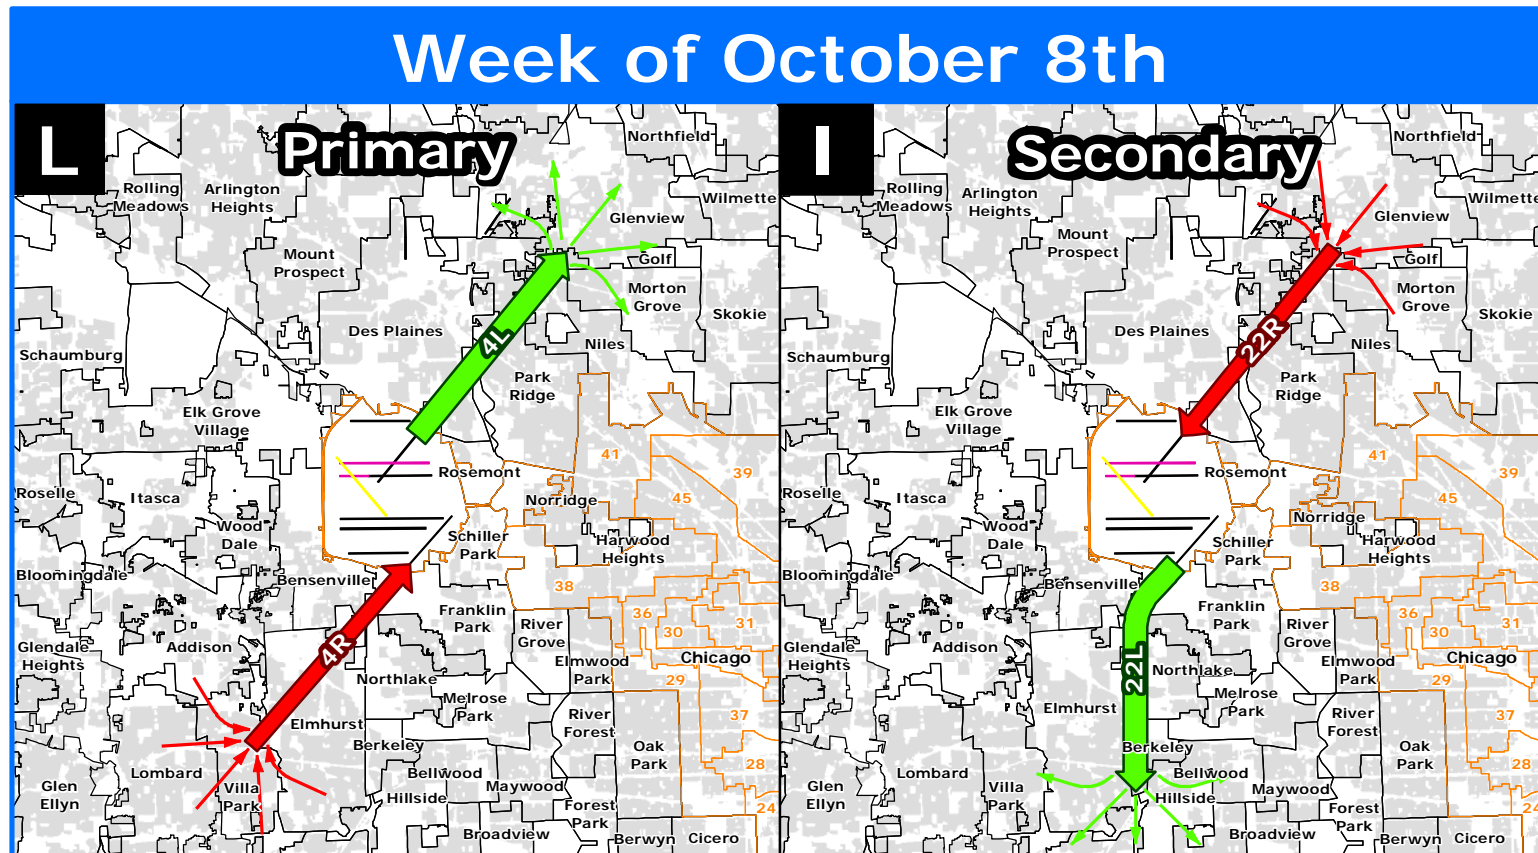 Week of October 8th
L
Primary
Northfield
Rolling
Meadows
Arlington
Heights
Wilmette
Glenview
Mount
Prospect
Golf
Morton
Grove
Skokie
Des Plaines
4L
Niles
Schaumburg
Park
Ridge
Elk Grove
Village
41
39
Rosemont
45
Roselle
Itasca
Norridge
Wood
Dale
Schiller
Park
Harwood
Heights
Bloomingdale
Bensenville
38
Franklin
Park
36
31
River
Grove
30
4R
Glendale
Heights
Addison
Chicago
Elmwood
Park
29
Northlake
Melrose
Park
37
Elmhurst
River
Forest
Berkeley
Oak
Park
28
Lombard
Bellwood
Glen
Ellyn
Villa
Park
Maywood
Hillside
24
Forest
Park
Broadview
Berwyn
Cicero
I
Secondary
Northfield
Rolling
Meadows
Arlington
Heights
Wilmette
Glenview
Mount
Prospect
Golf
Morton
Grove
Skokie
Des Plaines
22R
Niles
Schaumburg
Park
Ridge
Elk Grove
Village
41
39
Rosemont
45
Roselle
Itasca
Norridge
Wood
Dale
Schiller
Park
Harwood
Heights
Bloomingdale
Bensenville
38
Franklin
Park
36
31
River
Grove
30
Glendale
Heights
Addison
Chicago
Elmwood
Park
29
22L
Northlake
Melrose
Park
37
Elmhurst
River
Forest
Berkeley
Oak
Park
28
Lombard
Bellwood
Glen
Ellyn
Villa
Park
Maywood
Hillside
24
Forest
Park
Broadview
Berwyn
Cicero